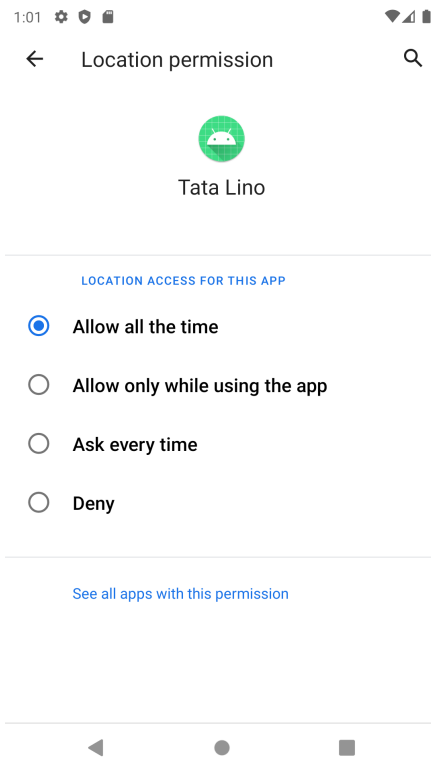 1:01
Location permission
Tata Lino
LOCATION ACCESS FOR THIS APP
Allow all the time
Allow only while using the app
Ask every time
Deny
See all apps with this permission